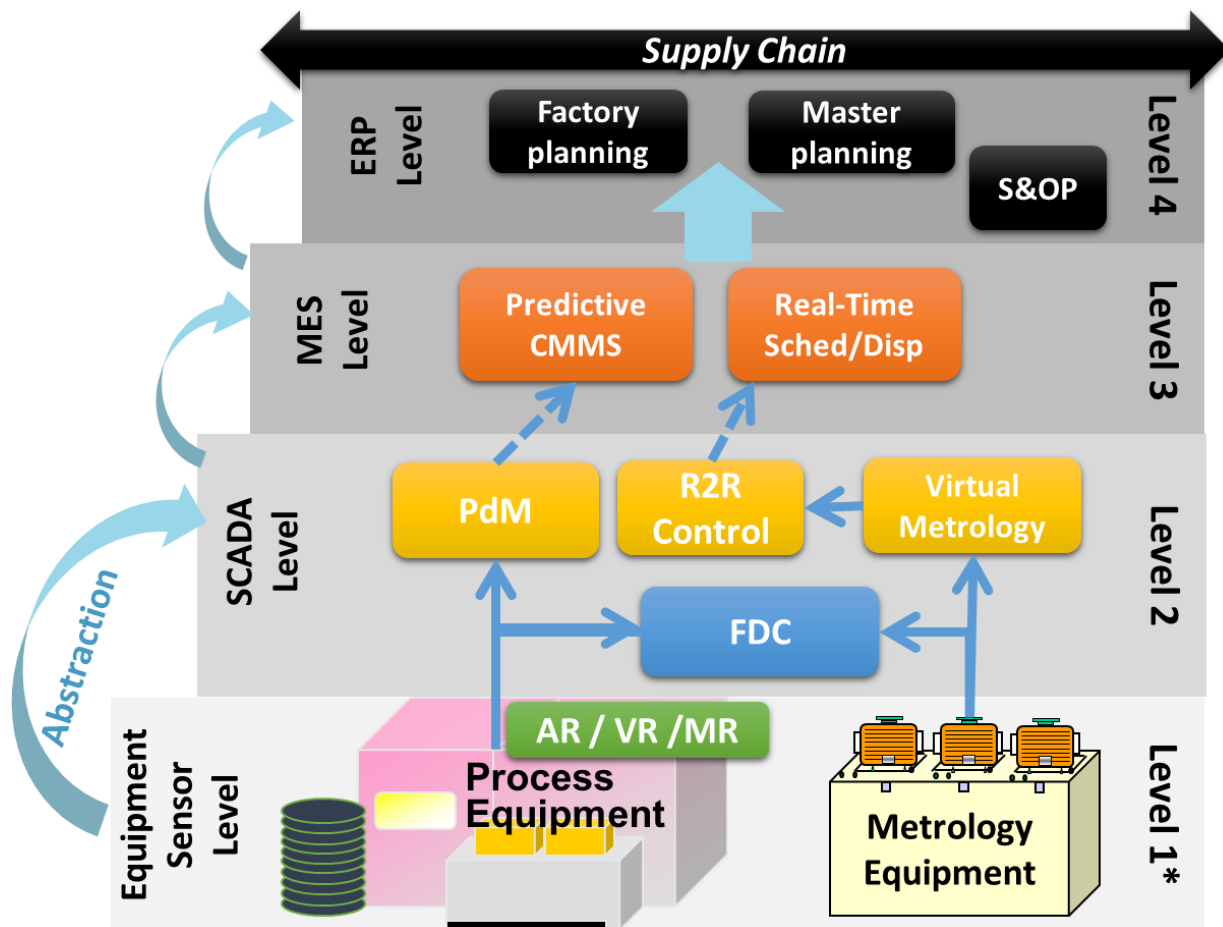 Supply Chain
ERP
Level
Factory
planning
Master
planning
S&OP
Level 4
MES
Level
Predictive
CMMS
Real-Time
Sched/Disp
Level 3
SCADA
Level
PdM
R2R
Control
Virtual
Metrology
FDC
Level 2
Abstraction
Equipment
Sensor
Level
AR / VR /MR
Process
Equipment
Metrology
Equipment
Level 1*